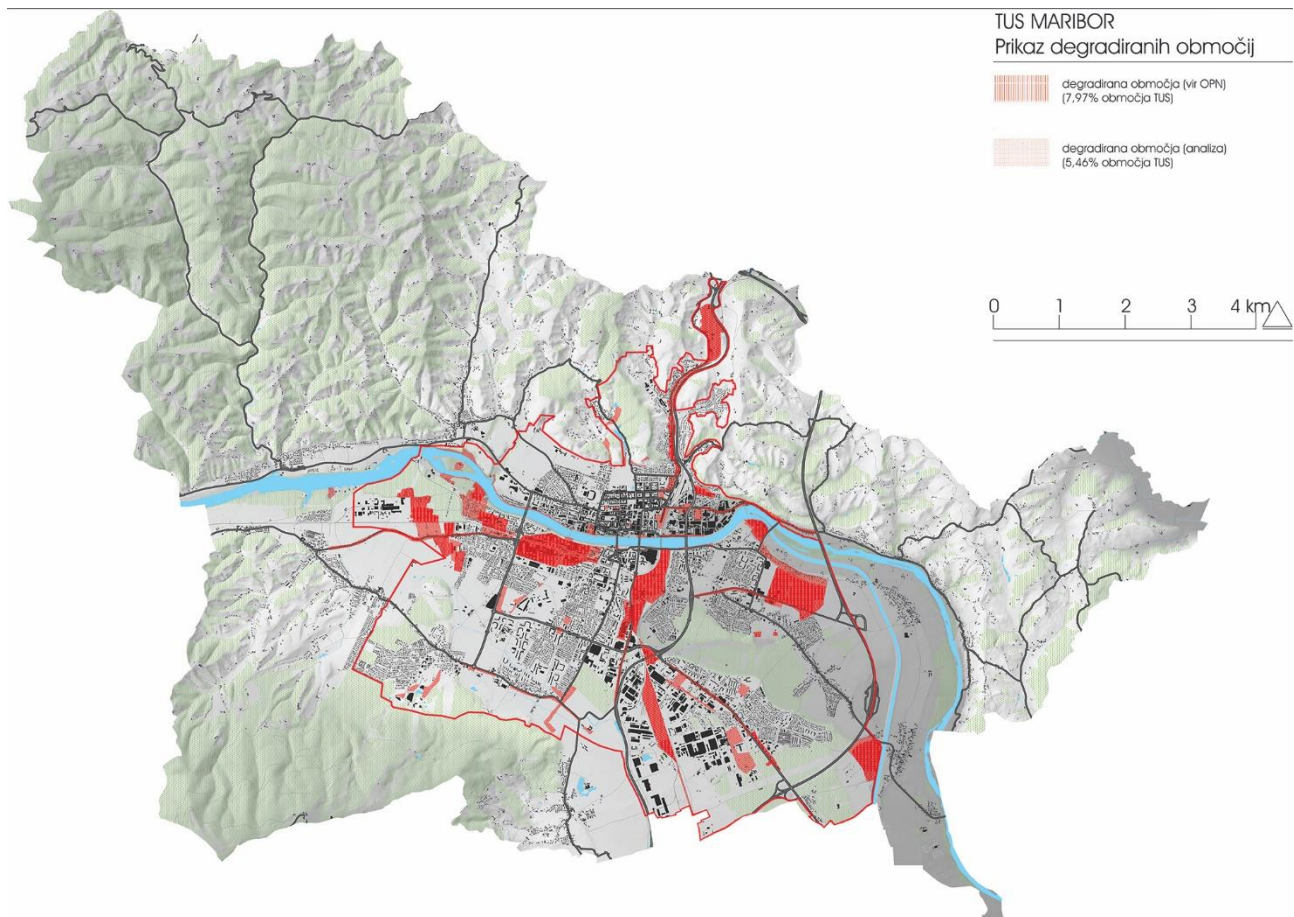 TUS MARIBOR
Prikaz degradiranih območij
degradirana območja (vir OPN)
(7,97% območja TUS)
degradirana območja (analiza)
(5,46% območja TUS)
0 1 2 3 4 km